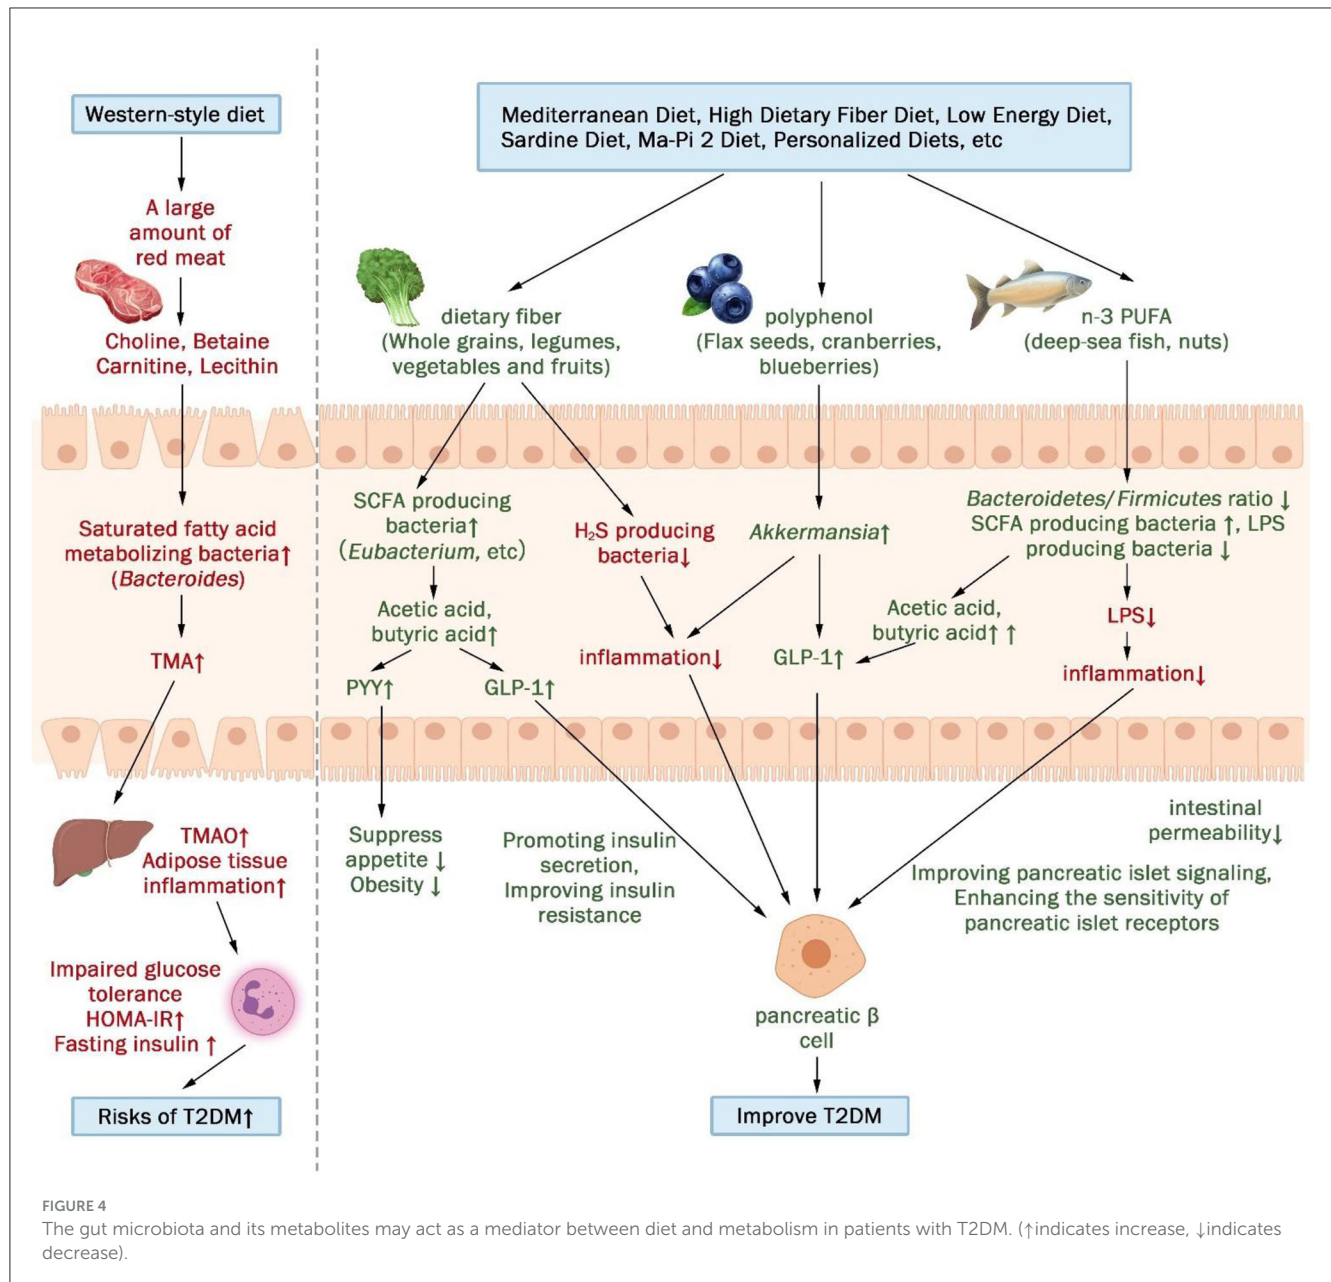 Western-style diet
A large
amount of
red meat
Choline, Betaine
Carnitine, Lecithin
Saturated fatty acid
metabolizing bacteria↑
(Bacteroides)
TMA↑
TMAO↑
Adipose tissue
inflammation↑
Impaired glucose
tolerance
HOMA-IR↑
Fasting insulin ↑
Risks of T2DM↑
Mediterranean Diet, High Dietary Fiber Diet, Low Energy Diet,
Sardine Diet, Ma-Pi 2 Diet, Personalized Diets, etc
dietary fiber
(Whole grains, legumes,
vegetables and fruits)
polyphenol
(Flax seeds, cranberries,
blueberries)
n-3 PUFA
(deep-sea fish, nuts)
SCFA producing
bacteria↑
(Eubacterium, etc)
H₂S producing
bacteria↓
Akkermansia↑
Bacteroidetes/Firmicutes ratio ↓
SCFA producing bacteria ↑, LPS
producing bacteria ↓
Acetic acid,
butyric acid↑
Acetic acid,
butyric acid↑ ↑
LPS↓
PYY↑
GLP-1↑
inflammation↓
GLP-1↑
inflammation↓
Suppress
appetite ↓
Obesity ↓
Promoting insulin
secretion,
Improving insulin
resistance
intestinal
permeability↓
Improving pancreatic islet signaling,
Enhancing the sensitivity of
pancreatic islet receptors
pancreatic β
cell
Improve T2DM
FIGURE 4
The gut microbiota and its metabolites may act as a mediator between diet and metabolism in patients with T2DM. (↑indicates increase, ↓indicates
decrease).